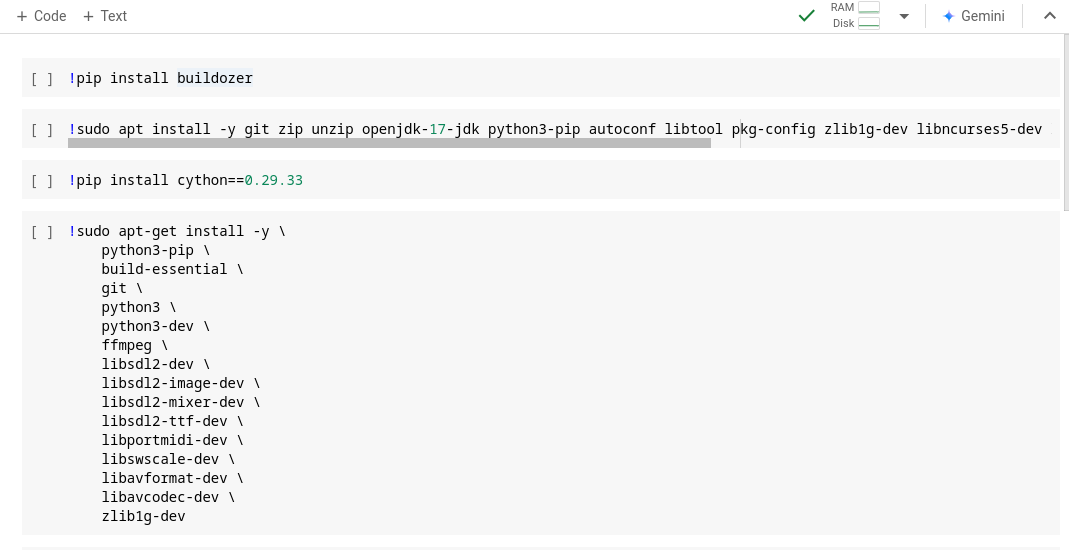 + Code + Text RAM Disk Gemini
[ ] !pip install buildozer
[ ] !sudo apt install -y git zip unzip openjdk-17-jdk python3-pip autoconf libtool pkg-config zlib1g-dev libncurses5-dev
[ ] !pip install cython==0.29.33
[ ] !sudo apt-get install -y \
    python3-pip \
    build-essential \
    git \
    python3 \
    python3-dev \
    ffmpeg \
    libsdl2-dev \
    libsdl2-image-dev \
    libsdl2-mixer-dev \
    libsdl2-ttf-dev \
    libportmidi-dev \
    libswscale-dev \
    libavformat-dev \
    libavcodec-dev \
    zlib1g-dev